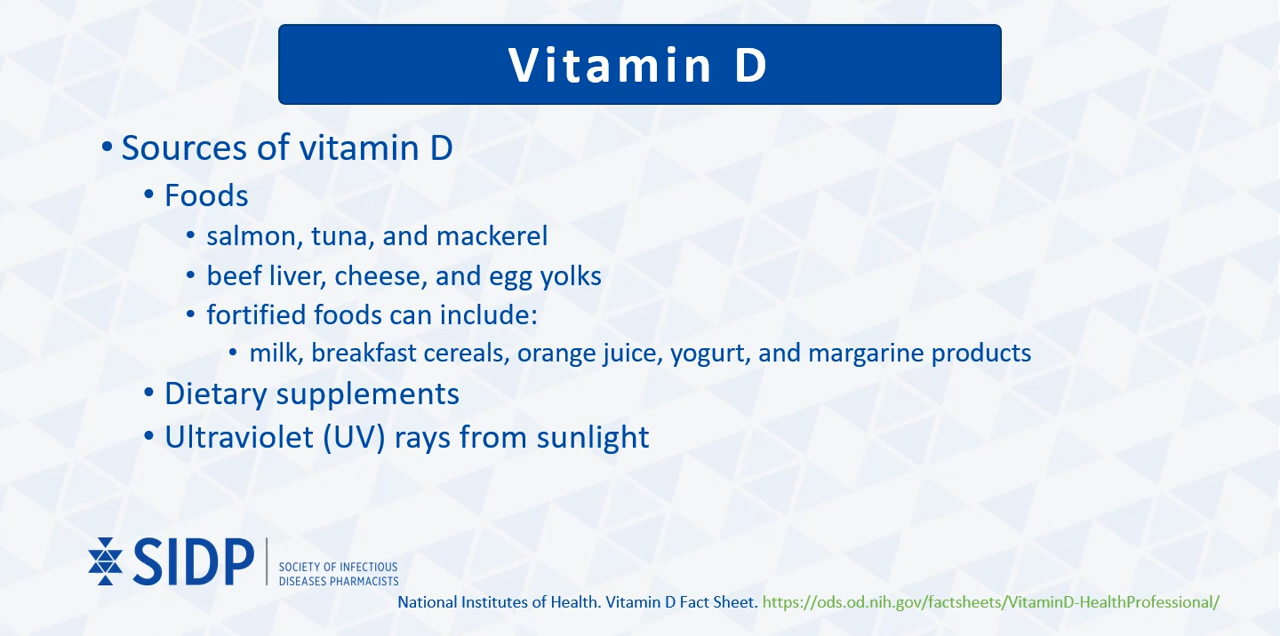 Vitamin D
• Sources of vitamin D
• Foods
• salmon, tuna, and mackerel
• beef liver, cheese, and egg yolks
• fortified foods can include:
• milk, breakfast cereals, orange juice, yogurt, and margarine products
• Dietary supplements
• Ultraviolet (UV) rays from sunlight
SIDP
SOCIETY OF INFECTIOUS
DISEASES PHARMACISTS
National Institutes of Health. Vitamin D Fact Sheet. https://ods.od.nih.gov/factsheets/VitaminD-HealthProfessional/